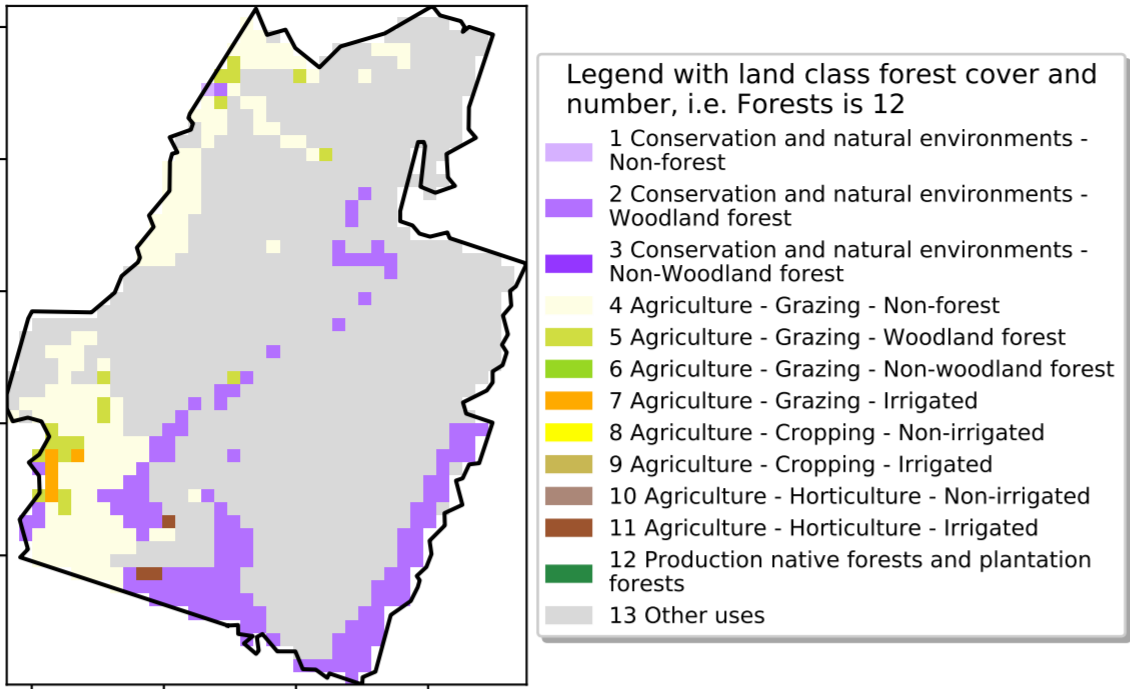 Legend with land class forest cover and
number, i.e. Forests is 12
1 Conservation and natural environments -
Non-forest
2 Conservation and natural environments -
Woodland forest
3 Conservation and natural environments -
Non-Woodland forest
4 Agriculture - Grazing - Non-forest
5 Agriculture - Grazing - Woodland forest
6 Agriculture - Grazing - Non-woodland forest
7 Agriculture - Grazing - Irrigated
8 Agriculture - Cropping - Non-irrigated
9 Agriculture - Cropping - Irrigated
10 Agriculture - Horticulture - Non-irrigated
11 Agriculture - Horticulture - Irrigated
12 Production native forests and plantation
forests
13 Other uses